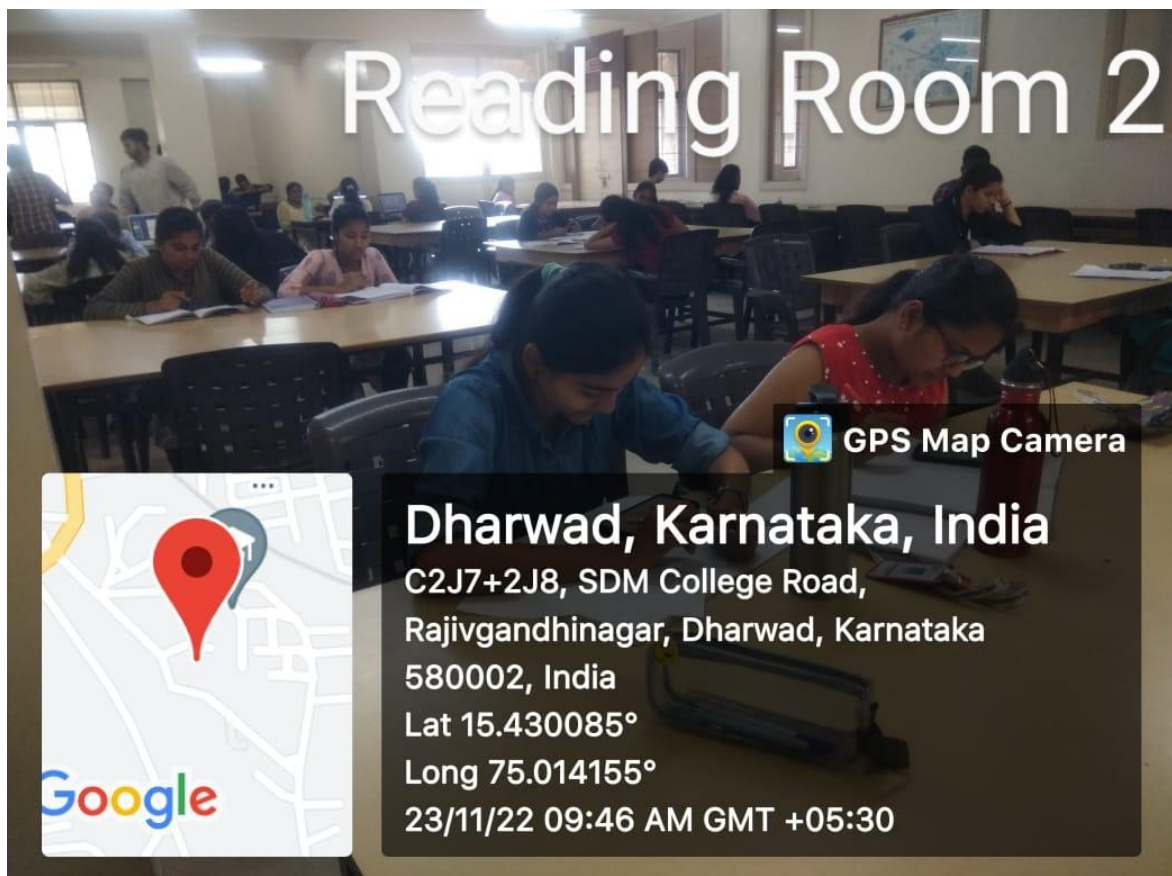 Reading Room 2
GPS Map Camera
Dharwad, Karnataka, India
C2J7+2J8, SDM College Road,
Rajivgandhinagar, Dharwad, Karnataka
580002, India
Lat 15.430085°
Long 75.014155°
23/11/22 09:46 AM GMT +05:30
Google